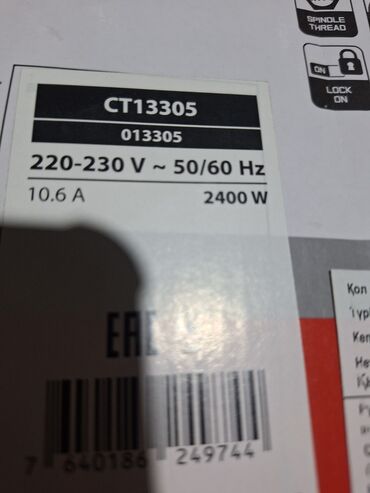 SPINDLE
THREAD
ON
LOCK
ON
CT13305
013305
220-230 V ~ 50/60 Hz
10.6 A 2400 W
EAC
Қол
7 640186 249744